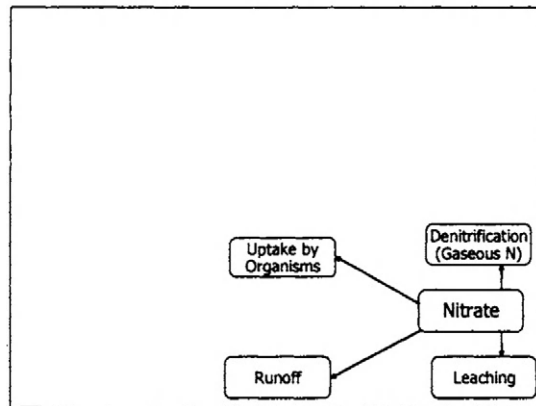 Denitrification
(Gaseous N)
Uptake by
Organisms
Nitrate
Runoff
Leaching